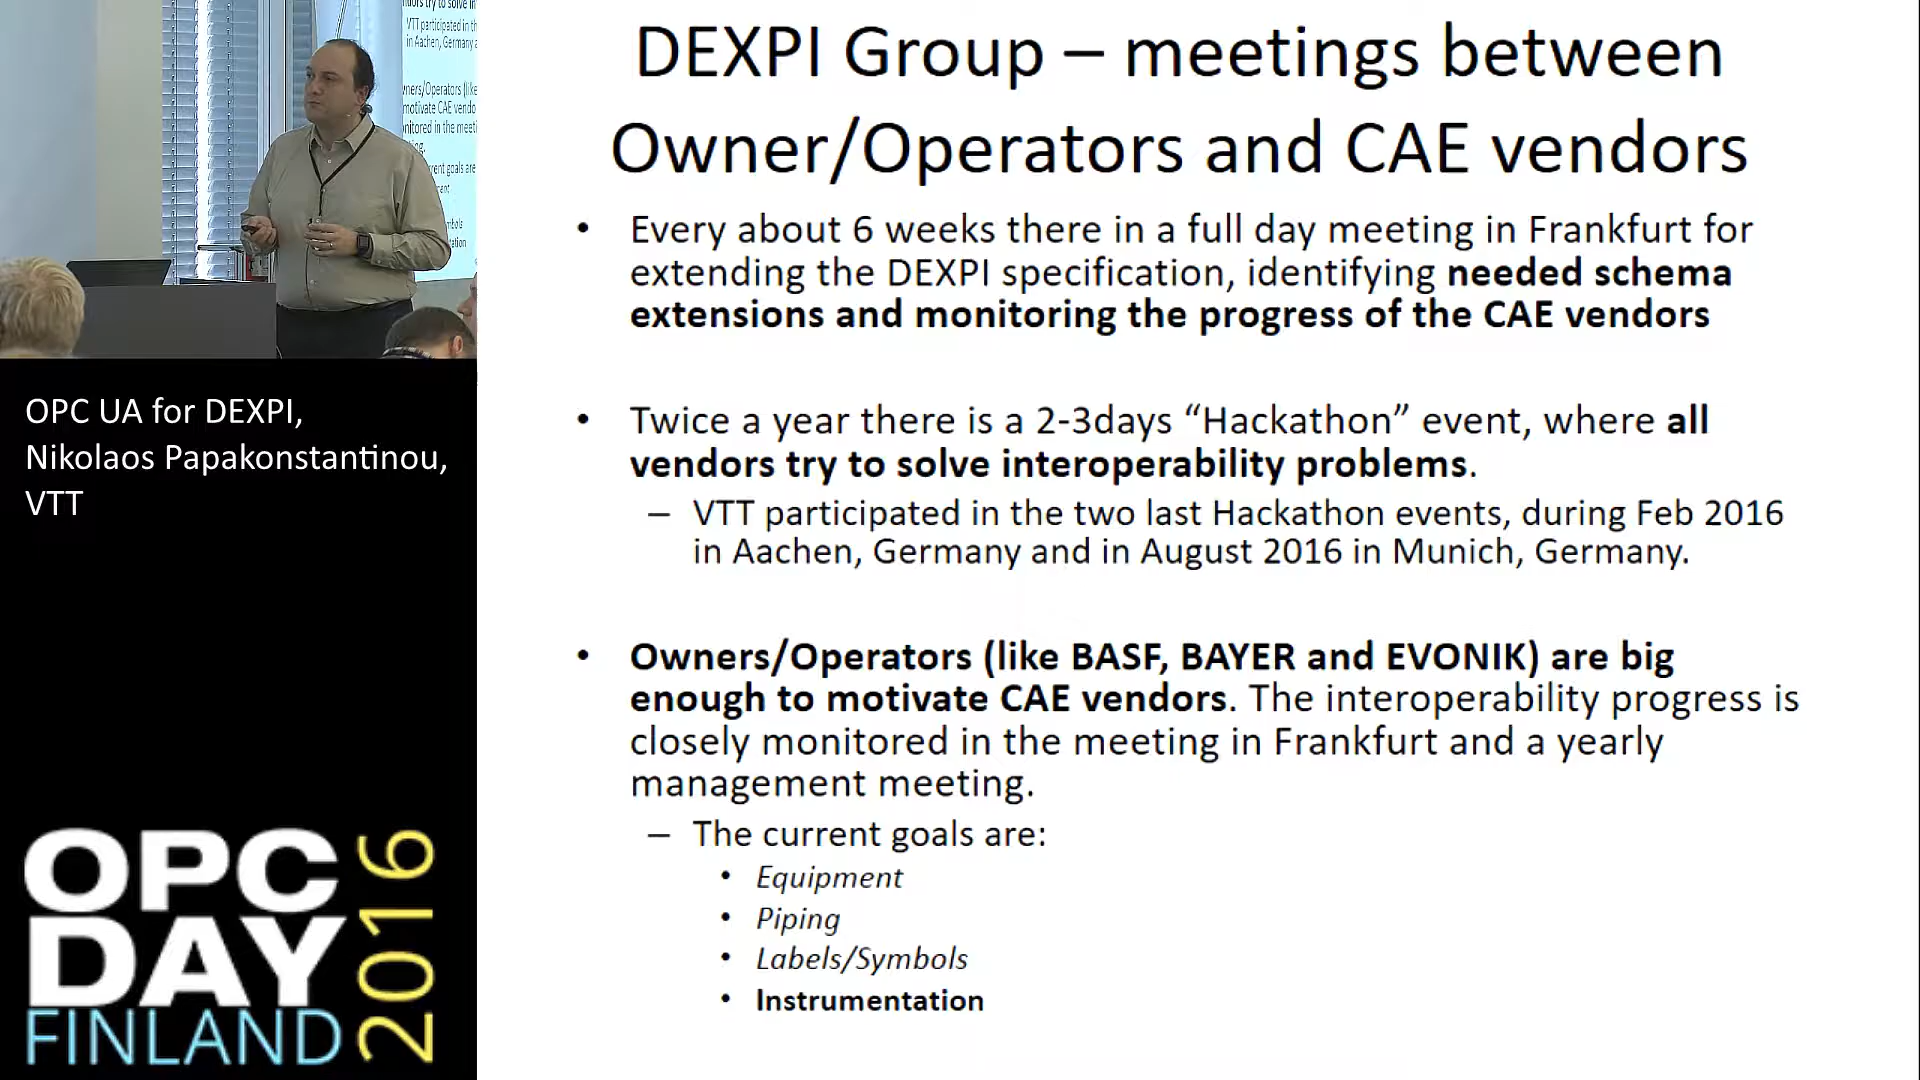 DEXPI Group – meetings between
Owner/Operators and CAE vendors
• Every about 6 weeks there in a full day meeting in Frankfurt for
extending the DEXPI specification, identifying needed schema
extensions and monitoring the progress of the CAE vendors
• Twice a year there is a 2-3days “Hackathon” event, where all
vendors try to solve interoperability problems.
– VTT participated in the two last Hackathon events, during Feb 2016
in Aachen, Germany and in August 2016 in Munich, Germany.
• Owners/Operators (like BASF, BAYER and EVONIK) are big
enough to motivate CAE vendors. The interoperability progress is
closely monitored in the meeting in Frankfurt and a yearly
management meeting.
– The current goals are:
• Equipment
• Piping
• Labels/Symbols
• Instrumentation
OPC UA for DEXPI,
Nikolaos Papakonstantinou,
VTT
OPC
DAY
FINLAND
2016